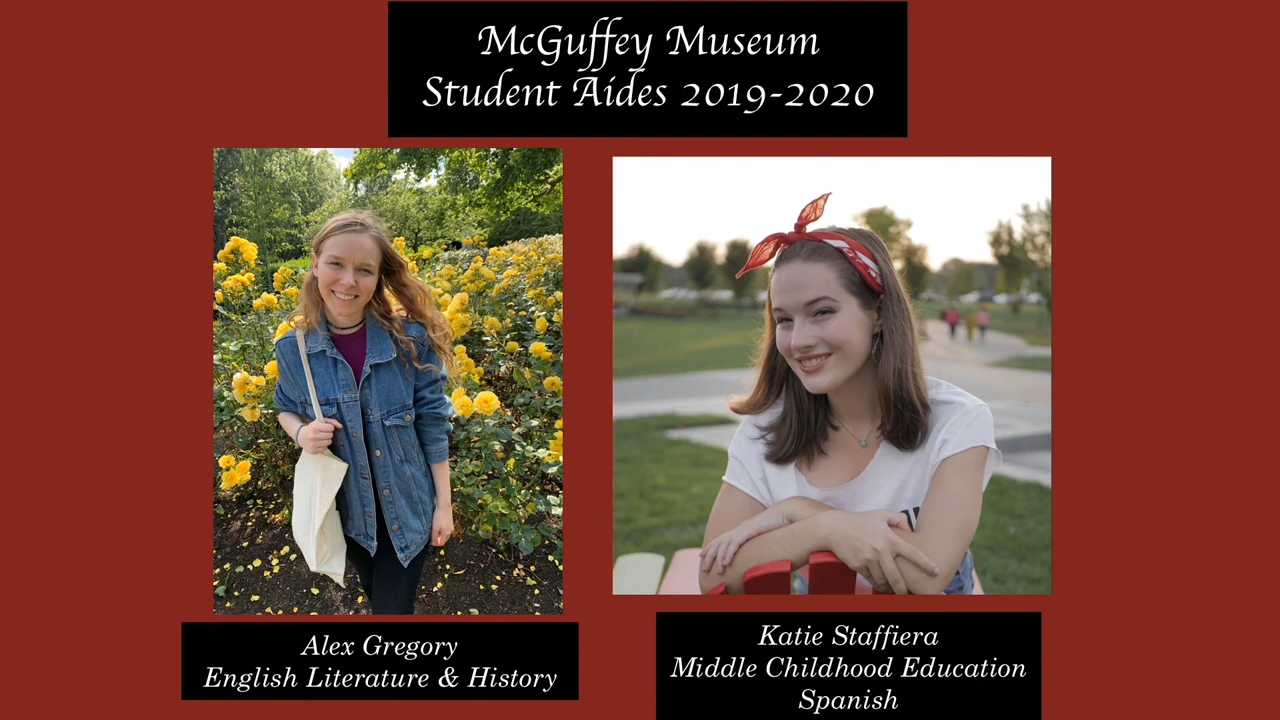 McGuffey Museum
Student Aides 2019-2020
Alex Gregory
English Literature & History
Katie Staffiera
Middle Childhood Education
Spanish